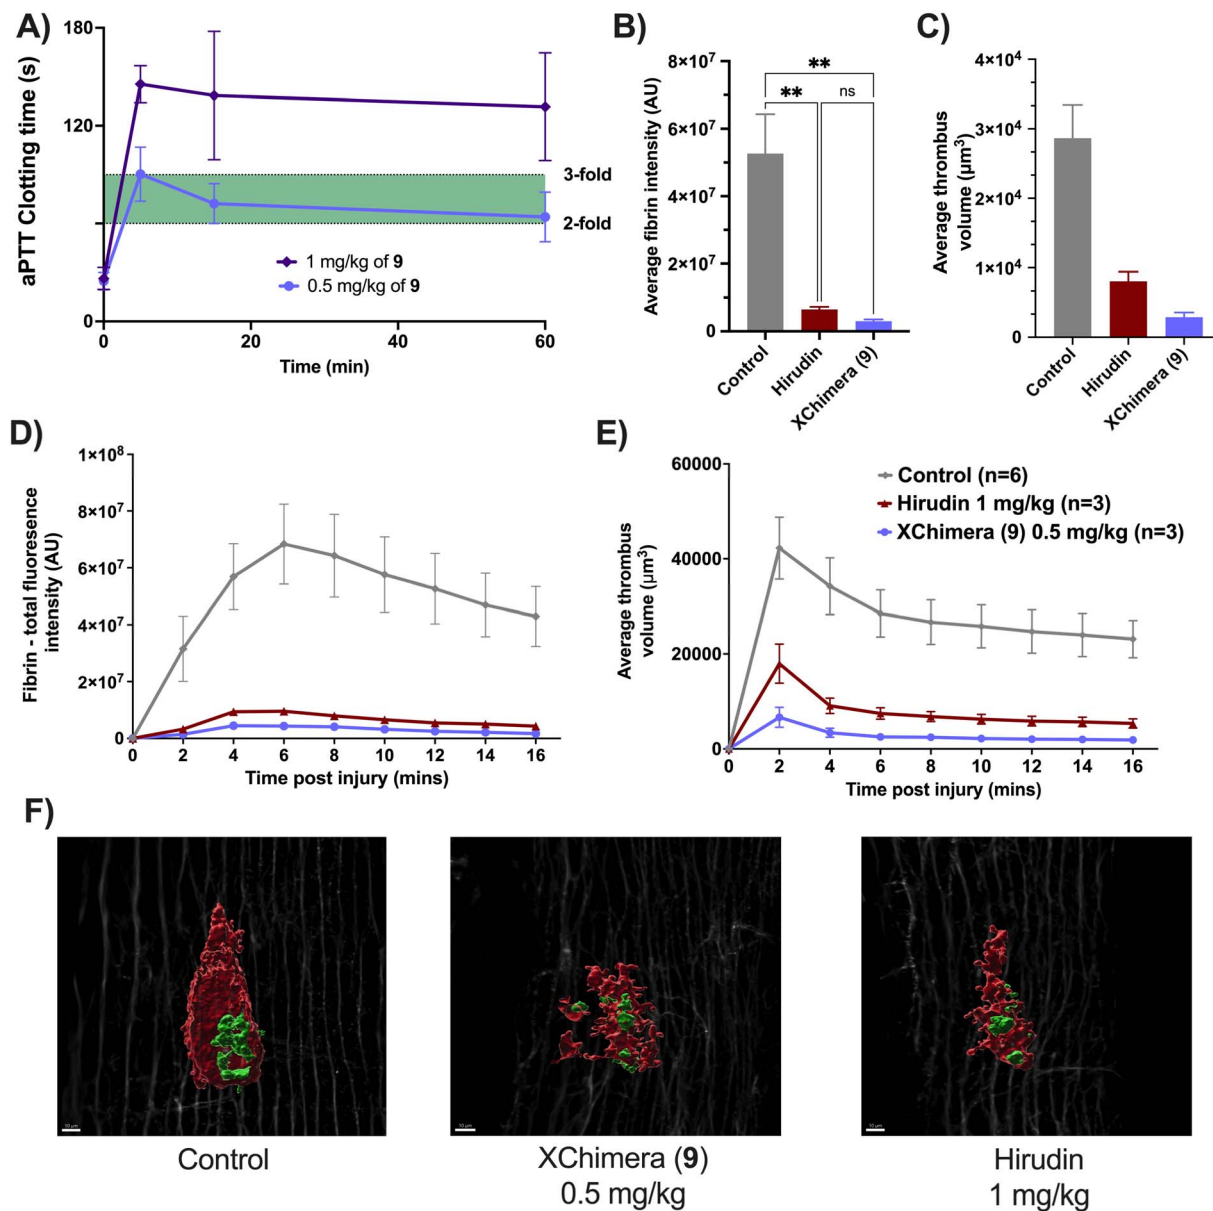 A)
aPTT Clotting time (s)
180
120
0
0
20
40
60
Time (min)
3-fold
2-fold
1 mg/kg of 9
0.5 mg/kg of 9
B)
Average fibrin intensity (AU)
8×10⁷
6×10⁷
4×10⁷
2×10⁷
0
**
**
ns
Control
Hirudin
XChimera (9)
C)
Average thrombus
volume (µm³)
4×10⁴
3×10⁴
2×10⁴
1×10⁴
0
Control
Hirudin
XChimera (9)
D)
Fibrin - total fluoresence
intensity (AU)
1×10⁸
8×10⁷
6×10⁷
4×10⁷
2×10⁷
0
0 2 4 6 8 10 12 14 16
Time post injury (mins)
E)
Average thrombus
volume (µm³)
60000
40000
20000
0
0 2 4 6 8 10 12 14 16
Time post injury (mins)
Control (n=6)
Hirudin 1 mg/kg (n=3)
XChimera (9) 0.5 mg/kg (n=3)
F)
10 µm
10 µm
10 µm
Control
XChimera (9)
0.5 mg/kg
Hirudin
1 mg/kg